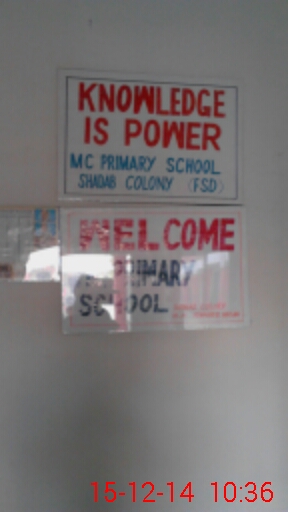 KNOWLEDGE
IS POWER
MC PRIMARY SCHOOL
SHADAB COLONY (FSD)
WELCOME
PRIMARY
SCHOOL
15-12-14 10:36